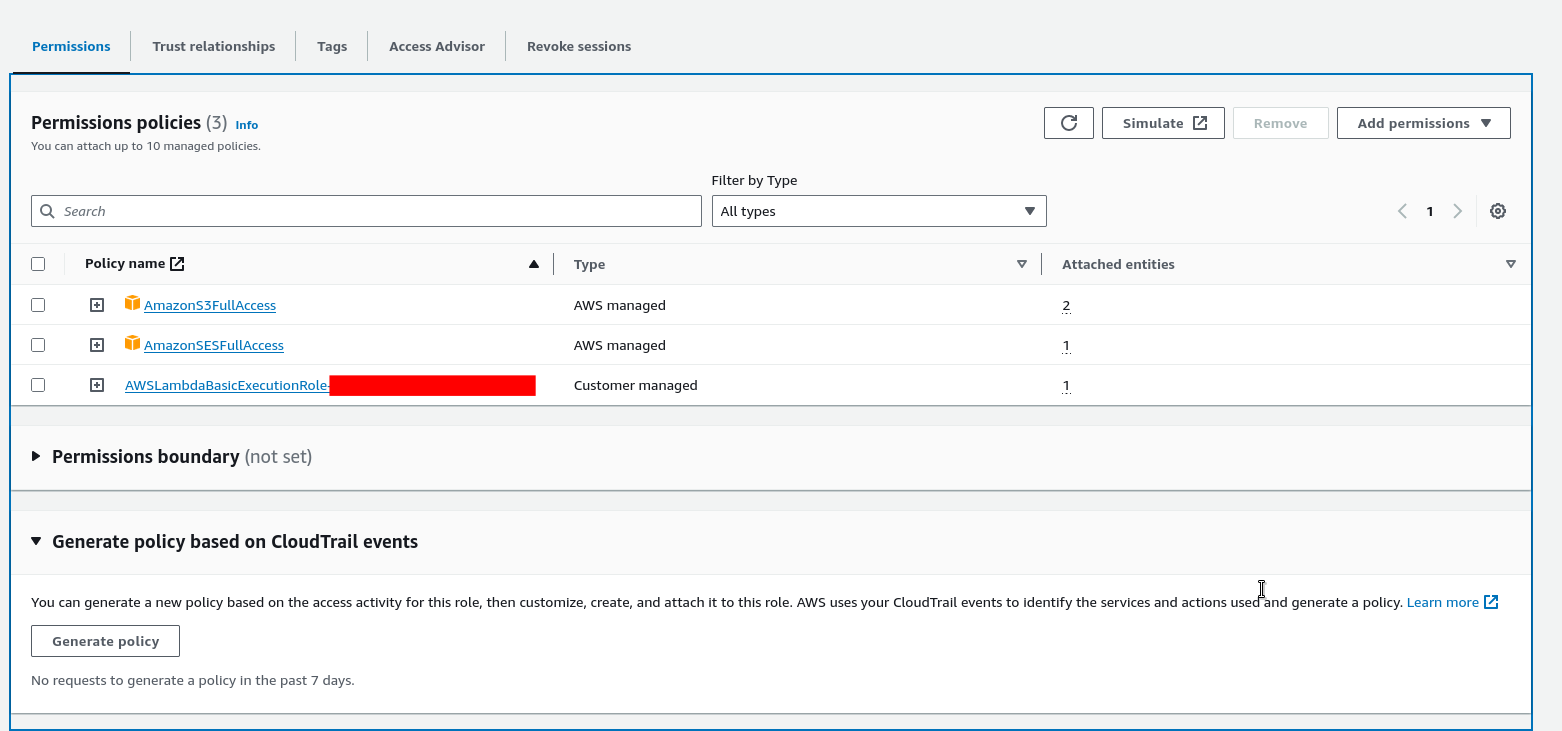 Permissions Trust relationships Tags Access Advisor Revoke sessions
Permissions policies (3) Info
You can attach up to 10 managed policies.
Simulate Remove Add permissions
Filter by Type
Search All types 1
Policy name Type Attached entities
AmazonS3FullAccess AWS managed 2
AmazonSESFullAccess AWS managed 1
AWSLambdaBasicExecutionRole- Customer managed 1
Permissions boundary (not set)
Generate policy based on CloudTrail events
You can generate a new policy based on the access activity for this role, then customize, create, and attach it to this role. AWS uses your CloudTrail events to identify the services and actions used and generate a policy. Learn more
Generate policy
No requests to generate a policy in the past 7 days.